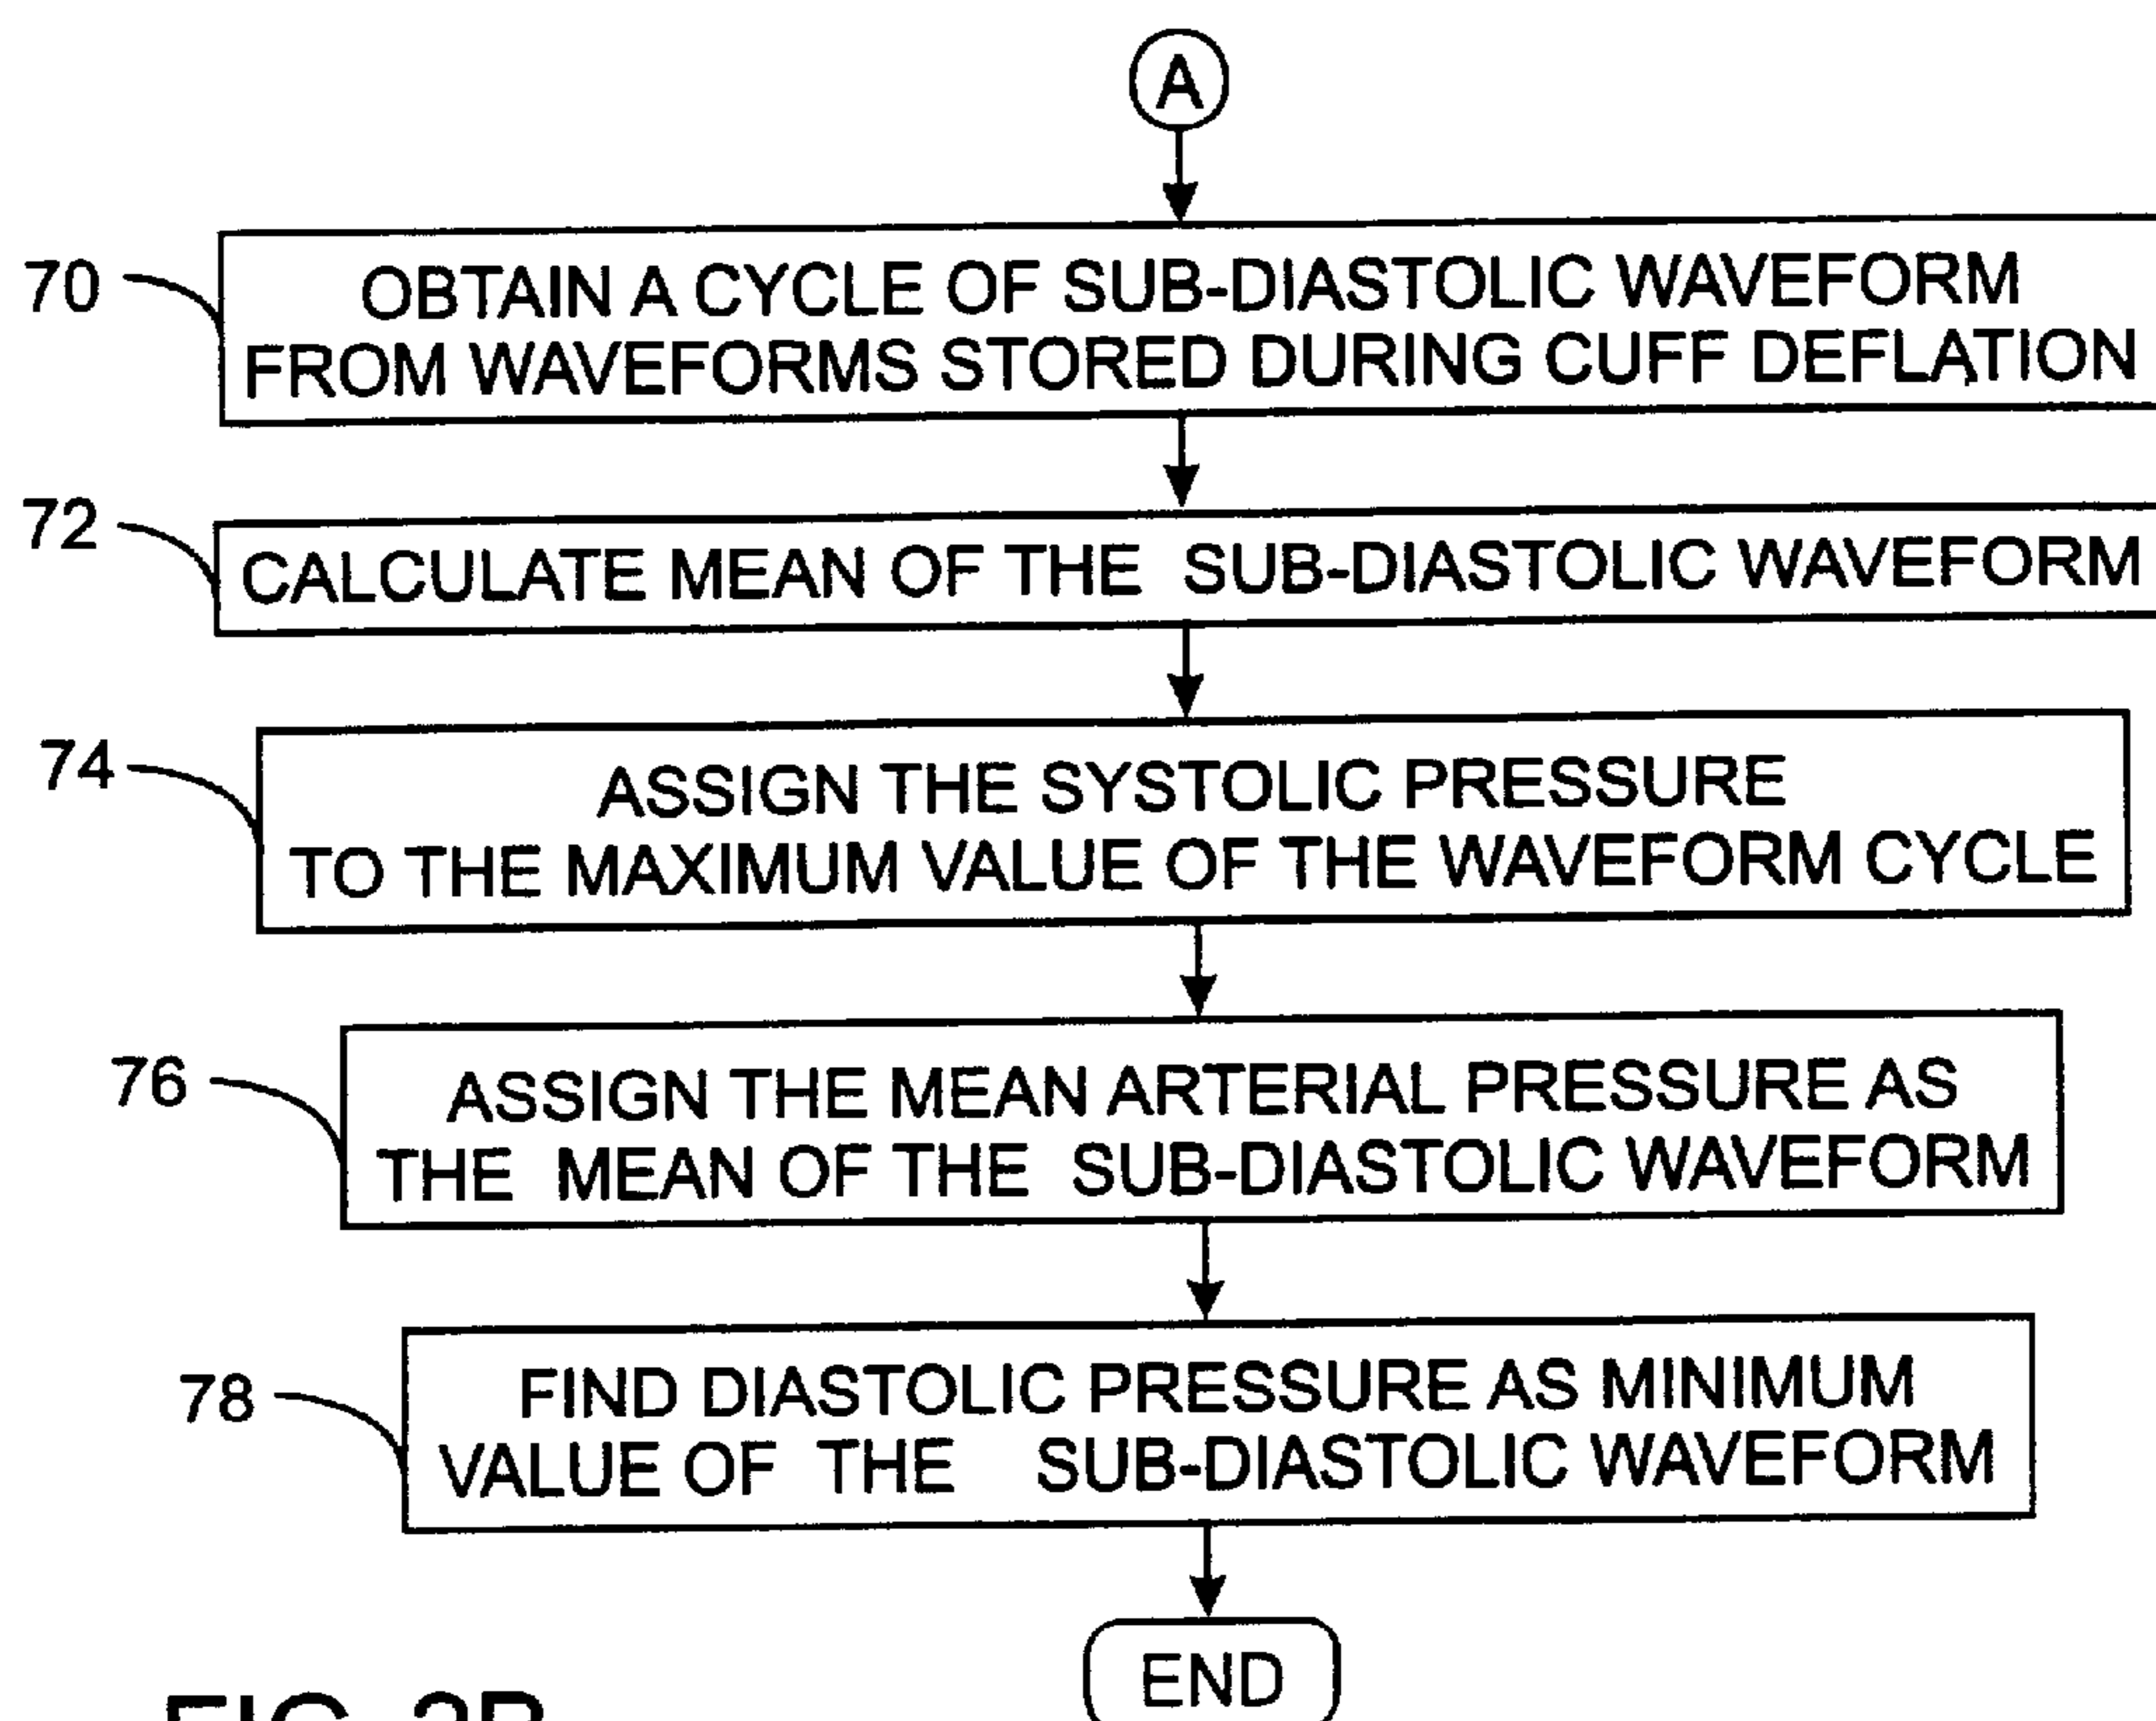 A
70
OBTAIN A CYCLE OF SUB-DIASTOLIC WAVEFORM
FROM WAVEFORMS STORED DURING CUFF DEFLATION
72
CALCULATE MEAN OF THE SUB-DIASTOLIC WAVEFORM
74
ASSIGN THE SYSTOLIC PRESSURE
TO THE MAXIMUM VALUE OF THE WAVEFORM CYCLE
76
ASSIGN THE MEAN ARTERIAL PRESSURE AS
THE MEAN OF THE SUB-DIASTOLIC WAVEFORM
78
FIND DIASTOLIC PRESSURE AS MINIMUM
VALUE OF THE SUB-DIASTOLIC WAVEFORM
END